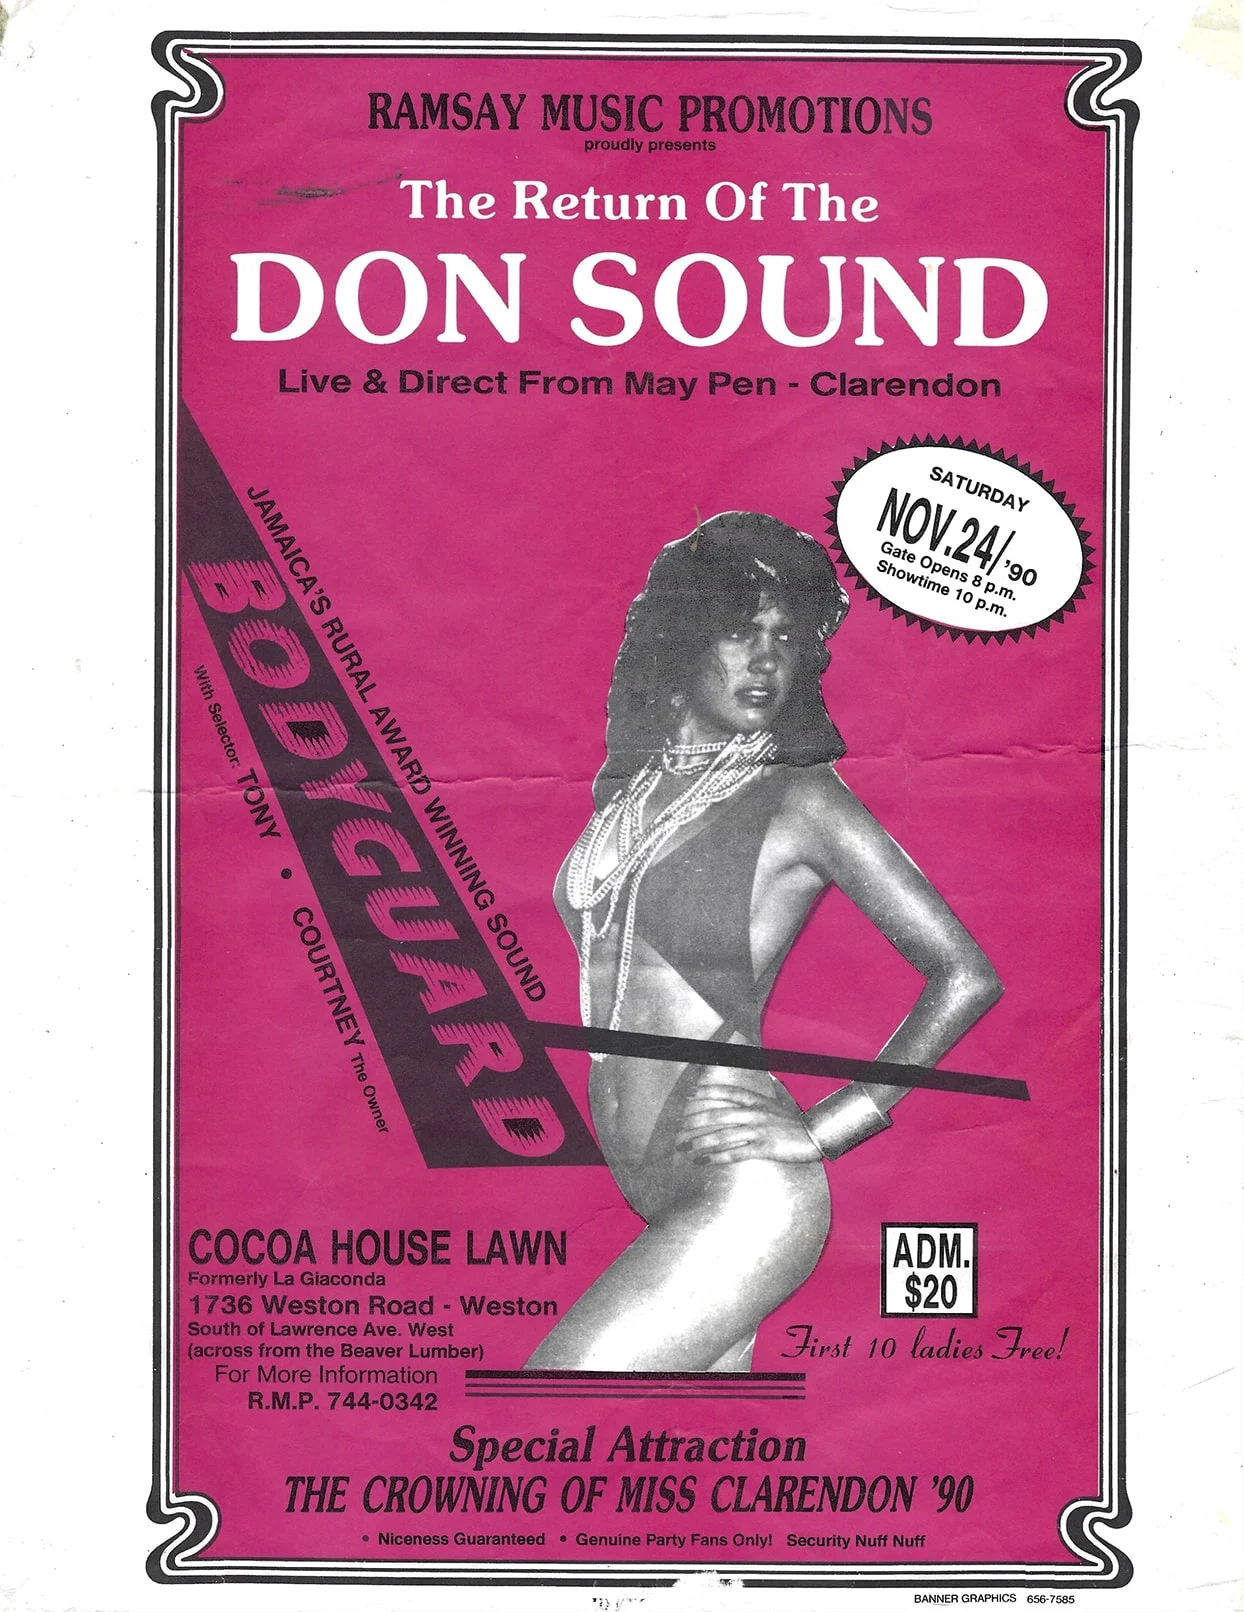 RAMSAY MUSIC PROMOTIONS
proudly presents
The Return Of The
DON SOUND
Live & Direct From May Pen - Clarendon
SATURDAY
NOV.24/'90
Gate Opens 8 p.m.
Showtime 10 p.m.
JAMAICA'S RURAL AWARD WINNING SOUND
BODYGUARD
With Selector: TONY • COURTNEY The Owner
COCOA HOUSE LAWN
Formerly La Giaconda
1736 Weston Road - Weston
South of Lawrence Ave. West
(across from the Beaver Lumber)
For More Information
R.M.P. 744-0342
ADM.
$20
First 10 ladies Free!
Special Attraction
THE CROWNING OF MISS CLARENDON '90
• Niceness Guaranteed • Genuine Party Fans Only! Security Nuff Nuff
BANNER GRAPHICS 656-7585